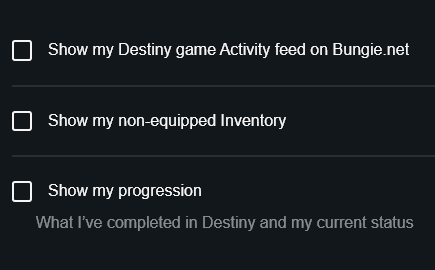 Show my Destiny game Activity feed on Bungie.net
Show my non-equipped Inventory
Show my progression
What I've completed in Destiny and my current status